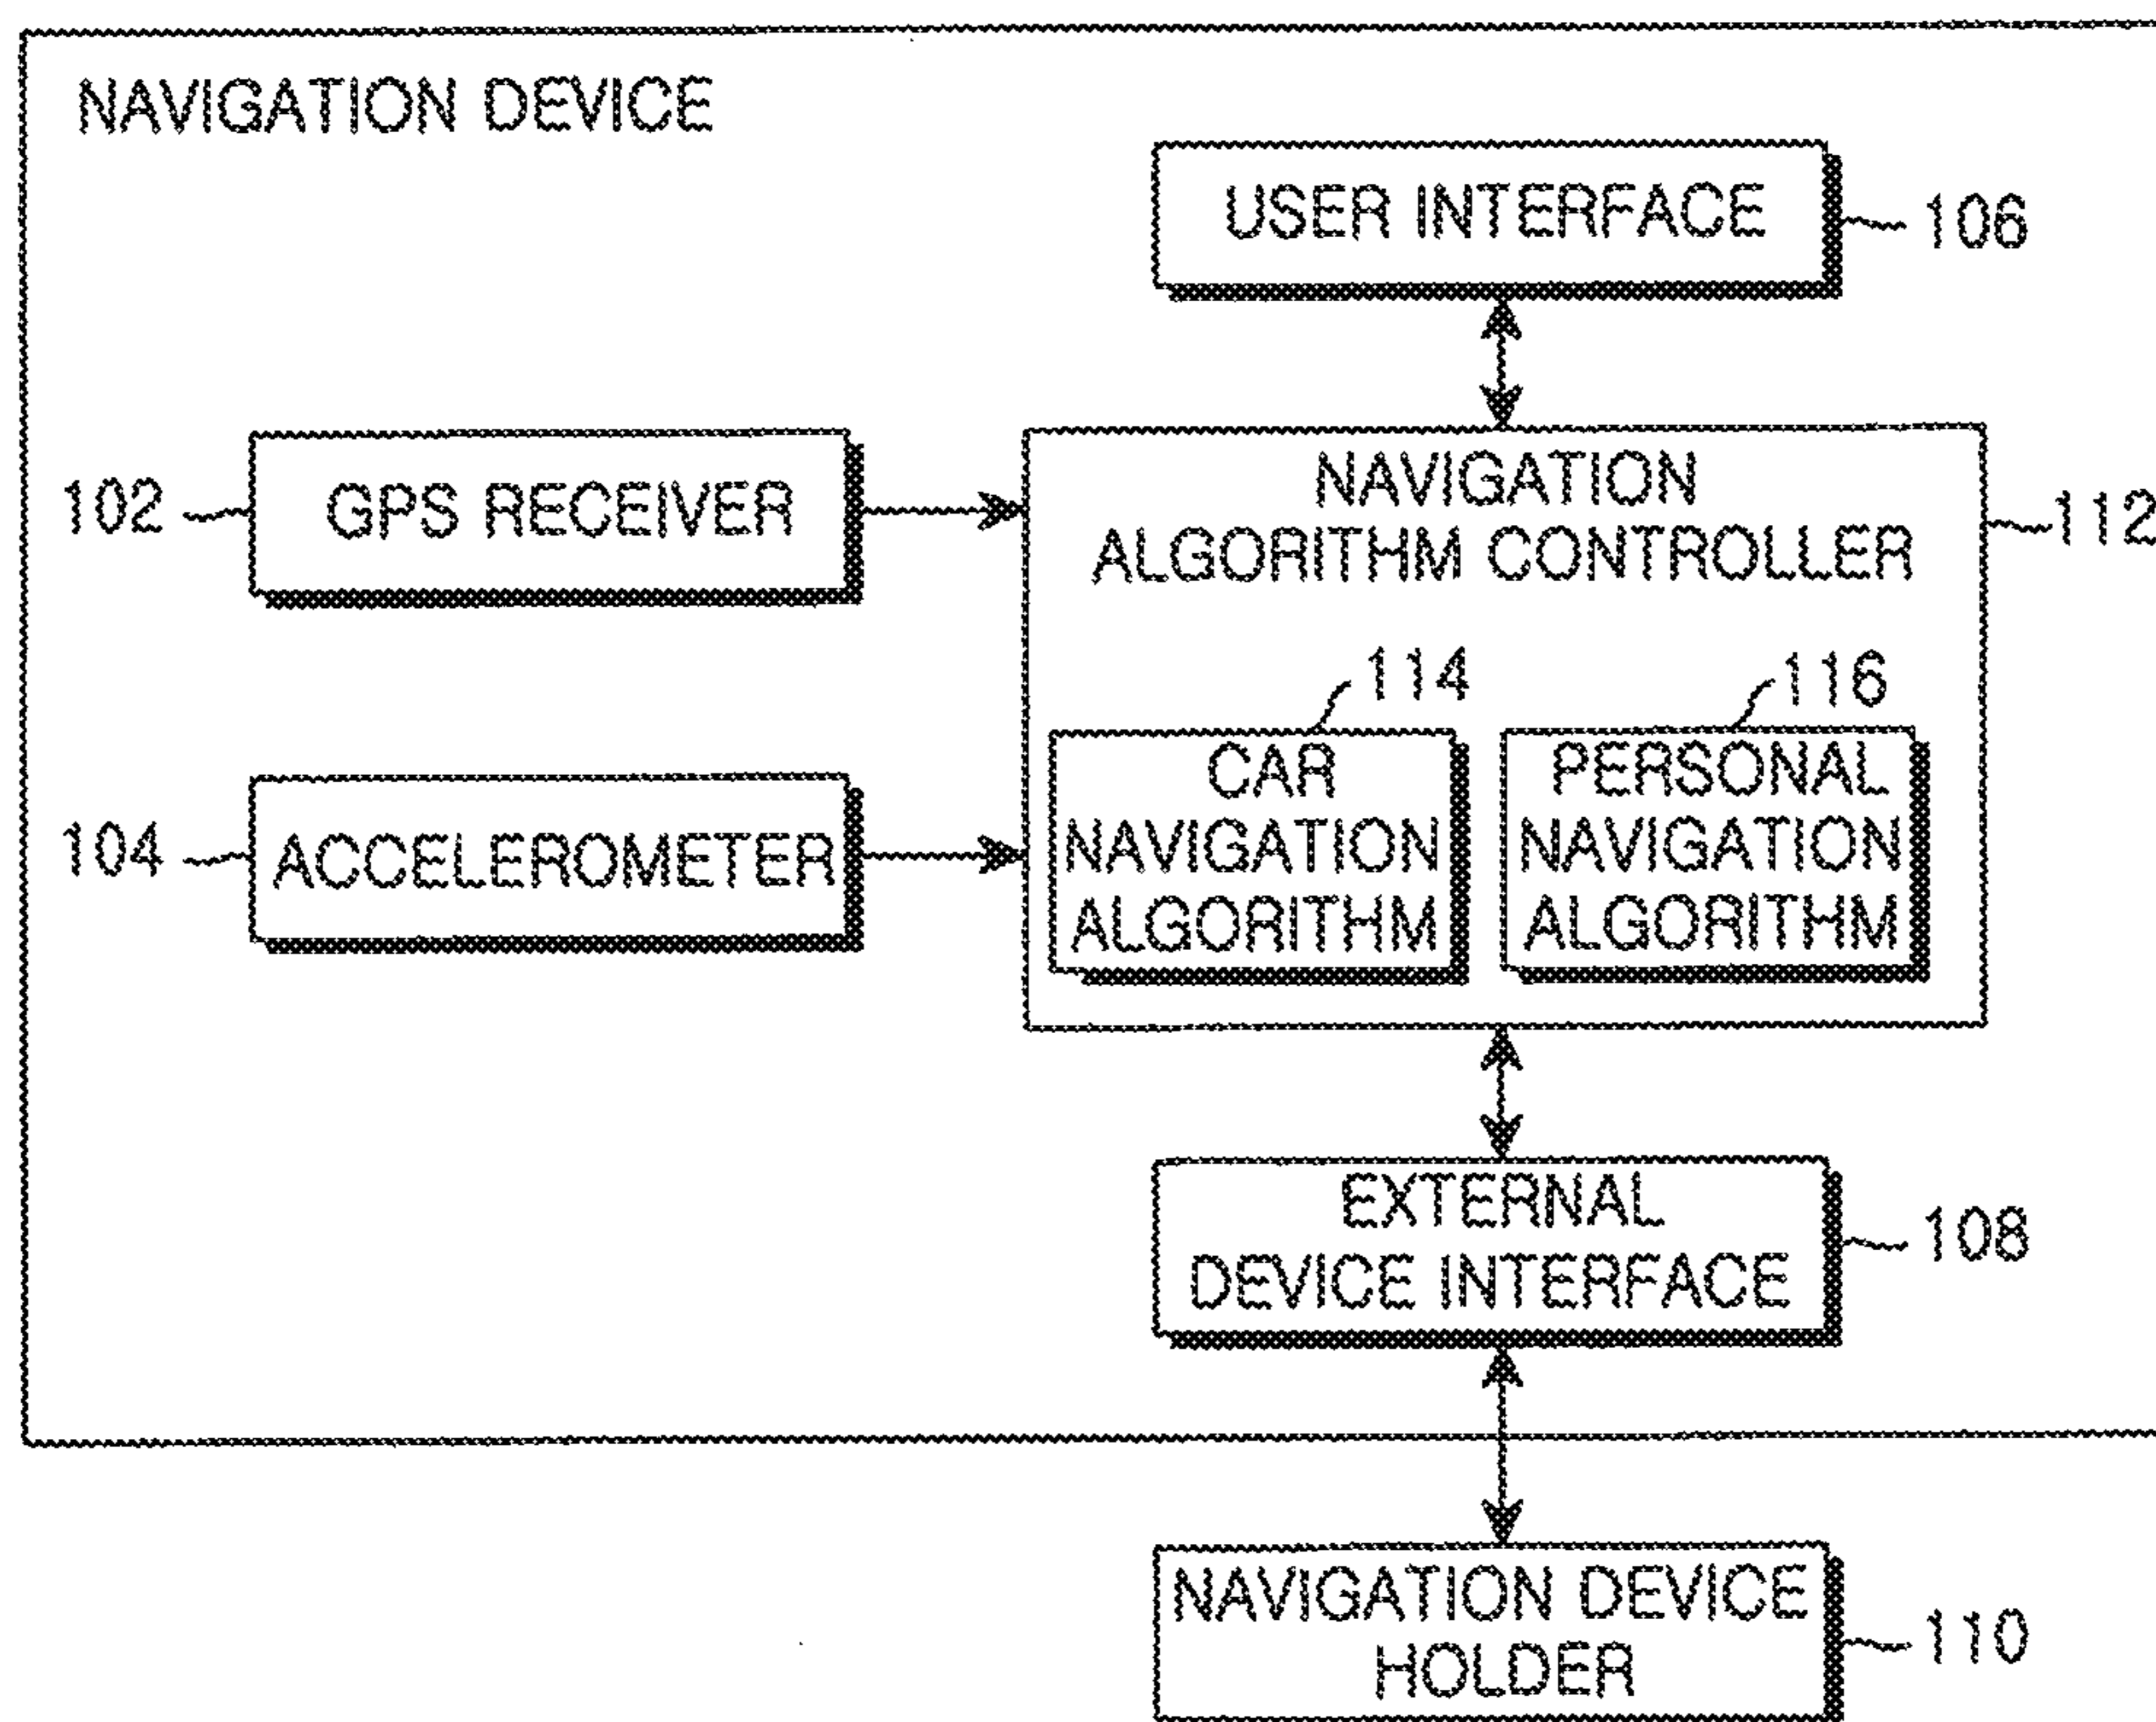 NAVIGATION DEVICE
USER INTERFACE
106
102
GPS RECEIVER
NAVIGATION
ALGORITHM CONTROLLER
112
104
ACCELEROMETER
114
CAR
NAVIGATION
ALGORITHM
116
PERSONAL
NAVIGATION
ALGORITHM
EXTERNAL
DEVICE INTERFACE
108
NAVIGATION DEVICE
HOLDER
110